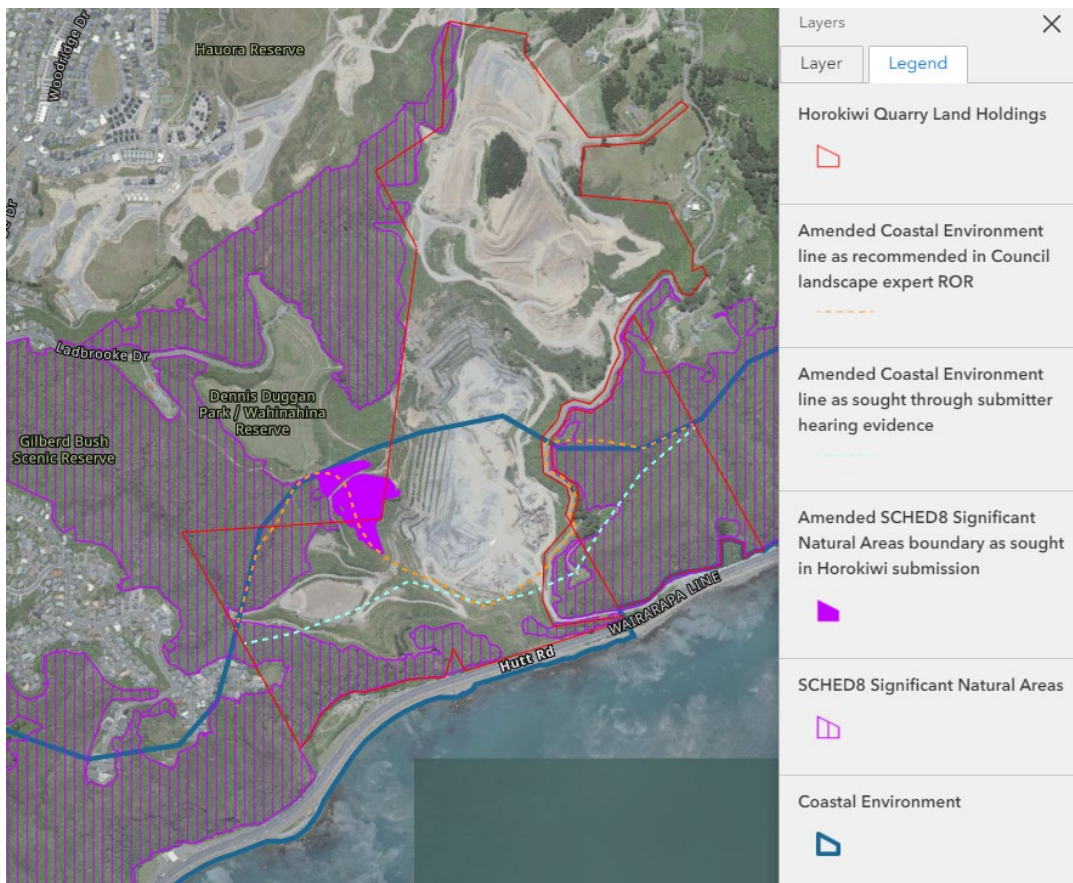 Woodridge Dr
Hauora Reserve
Ladbrooke Dr
Dennis Duggan
Park / Wahinahina
Reserve
Gilberd Bush
Scenic Reserve
WAIRARAPA LINE
Hutt Rd
Layers
Layer
Legend
Horokiwi Quarry Land Holdings
Amended Coastal Environment
line as recommended in Council
landscape expert ROR
Amended Coastal Environment
line as sought through submitter
hearing evidence
Amended SCHED8 Significant
Natural Areas boundary as sought
in Horokiwi submission
SCHED8 Significant Natural Areas
Coastal Environment